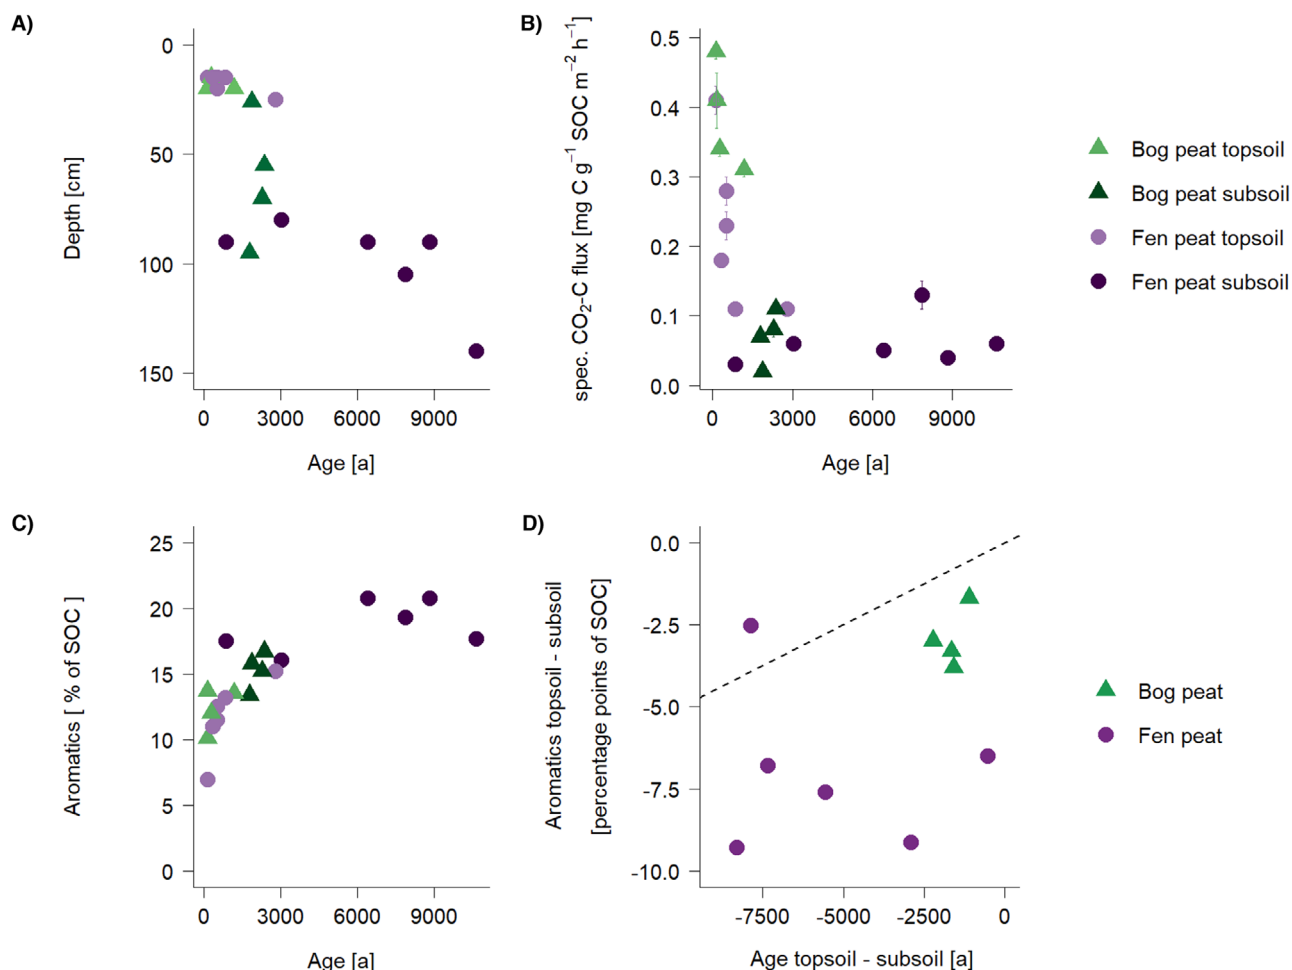 A)
0
50
100
150
Depth [cm]
0 3000 6000 9000
Age [a]
B)
0.5
0.4
0.3
0.2
0.1
0.0
spec. CO₂-C flux [mg C g⁻¹ SOC m⁻² h⁻¹]
0 3000 6000 9000
Age [a]
Bog peat topsoil
Bog peat subsoil
Fen peat topsoil
Fen peat subsoil
C)
25
20
15
10
5
0
Aromatics [ % of SOC ]
0 3000 6000 9000
Age [a]
D)
0.0
-2.5
-5.0
-7.5
-10.0
Aromatics topsoil - subsoil
[percentage points of SOC]
-7500 -5000 -2500 0
Age topsoil - subsoil [a]
Bog peat
Fen peat